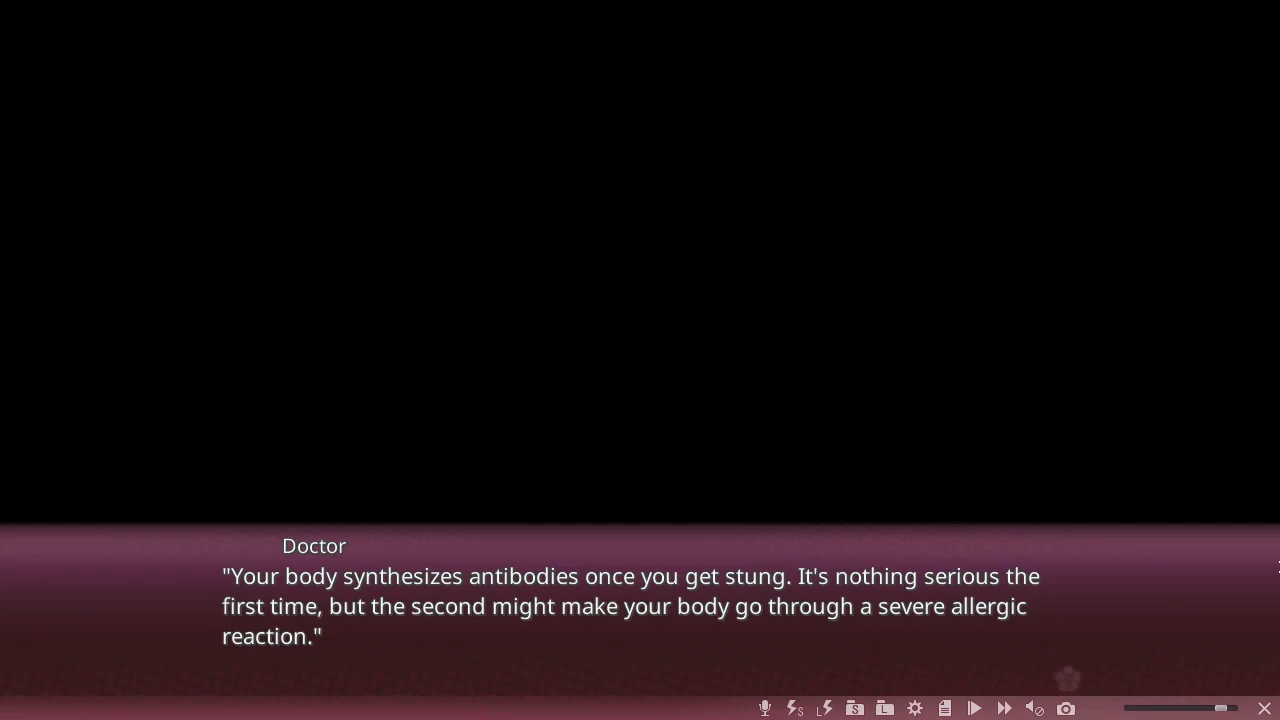 Doctor
"Your body synthesizes antibodies once you get stung. It's nothing serious the
first time, but the second might make your body go through a severe allergic
reaction."